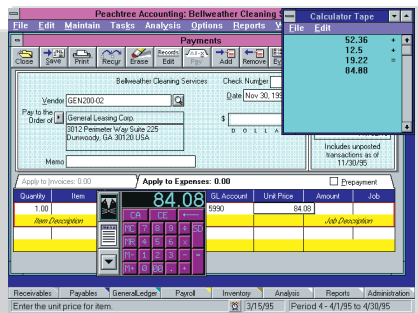 Peachtree Accounting: Bellweather Cleaning S
File Edit Maintain Tasks Analysis Options Reports
Calculator Tape
File Edit
52.36 +
12.5 +
19.22 =
84.08
Payments
Close Save Print Recur Erase Edit Pay Add Remove
Records
Bellweather Cleaning Services
Check Number
Vendor GEN200-02
Date Nov 30, 199
Pay to the
Order of General Leasing Corp. $
3012 Perimeter Way Suite 225
Dunwoody, GA 30120 USA
D O L L A
Includes unposted
transactions as of
11/30/95
Memo
Apply to Invoices: 0.00
Apply to Expenses: 0.00
Prepayment
Quantity Item GL Account Unit Price Amount Job
84.08
1.00 5990 84.08
Item Description Job Description
CA CE
MC 7 8 9 ÷ SD
MR 4 5 6 x
M- 1 2 3 - =
M+ 0 00 . +
Receivables Payables GeneralLedger Payroll Inventory Analysis Reports Administration
Enter the unit price for item. 3/15/95 Period 4 - 4/1/95 to 4/30/95